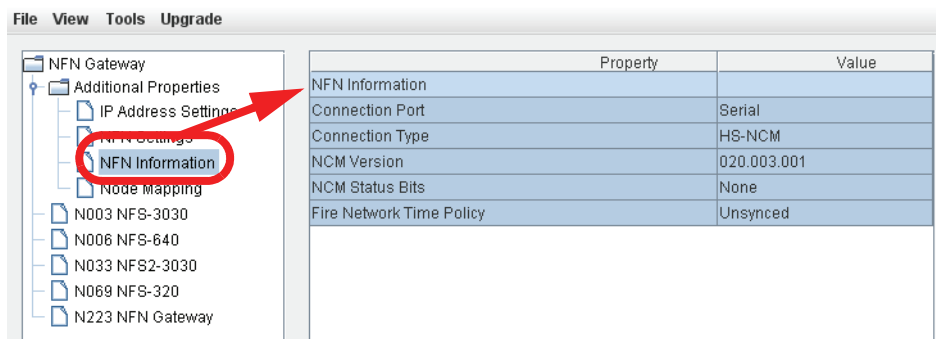 File View Tools Upgrade
NFN Gateway
Additional Properties
IP Address Settings
NFN Settings
NFN Information
Node Mapping
N003 NFS-3030
N006 NFS-640
N033 NFS2-3030
N069 NFS-320
N223 NFN Gateway
Property Value
NFN Information
Connection Port Serial
Connection Type HS-NCM
NCM Version 020.003.001
NCM Status Bits None
Fire Network Time Policy Unsynced